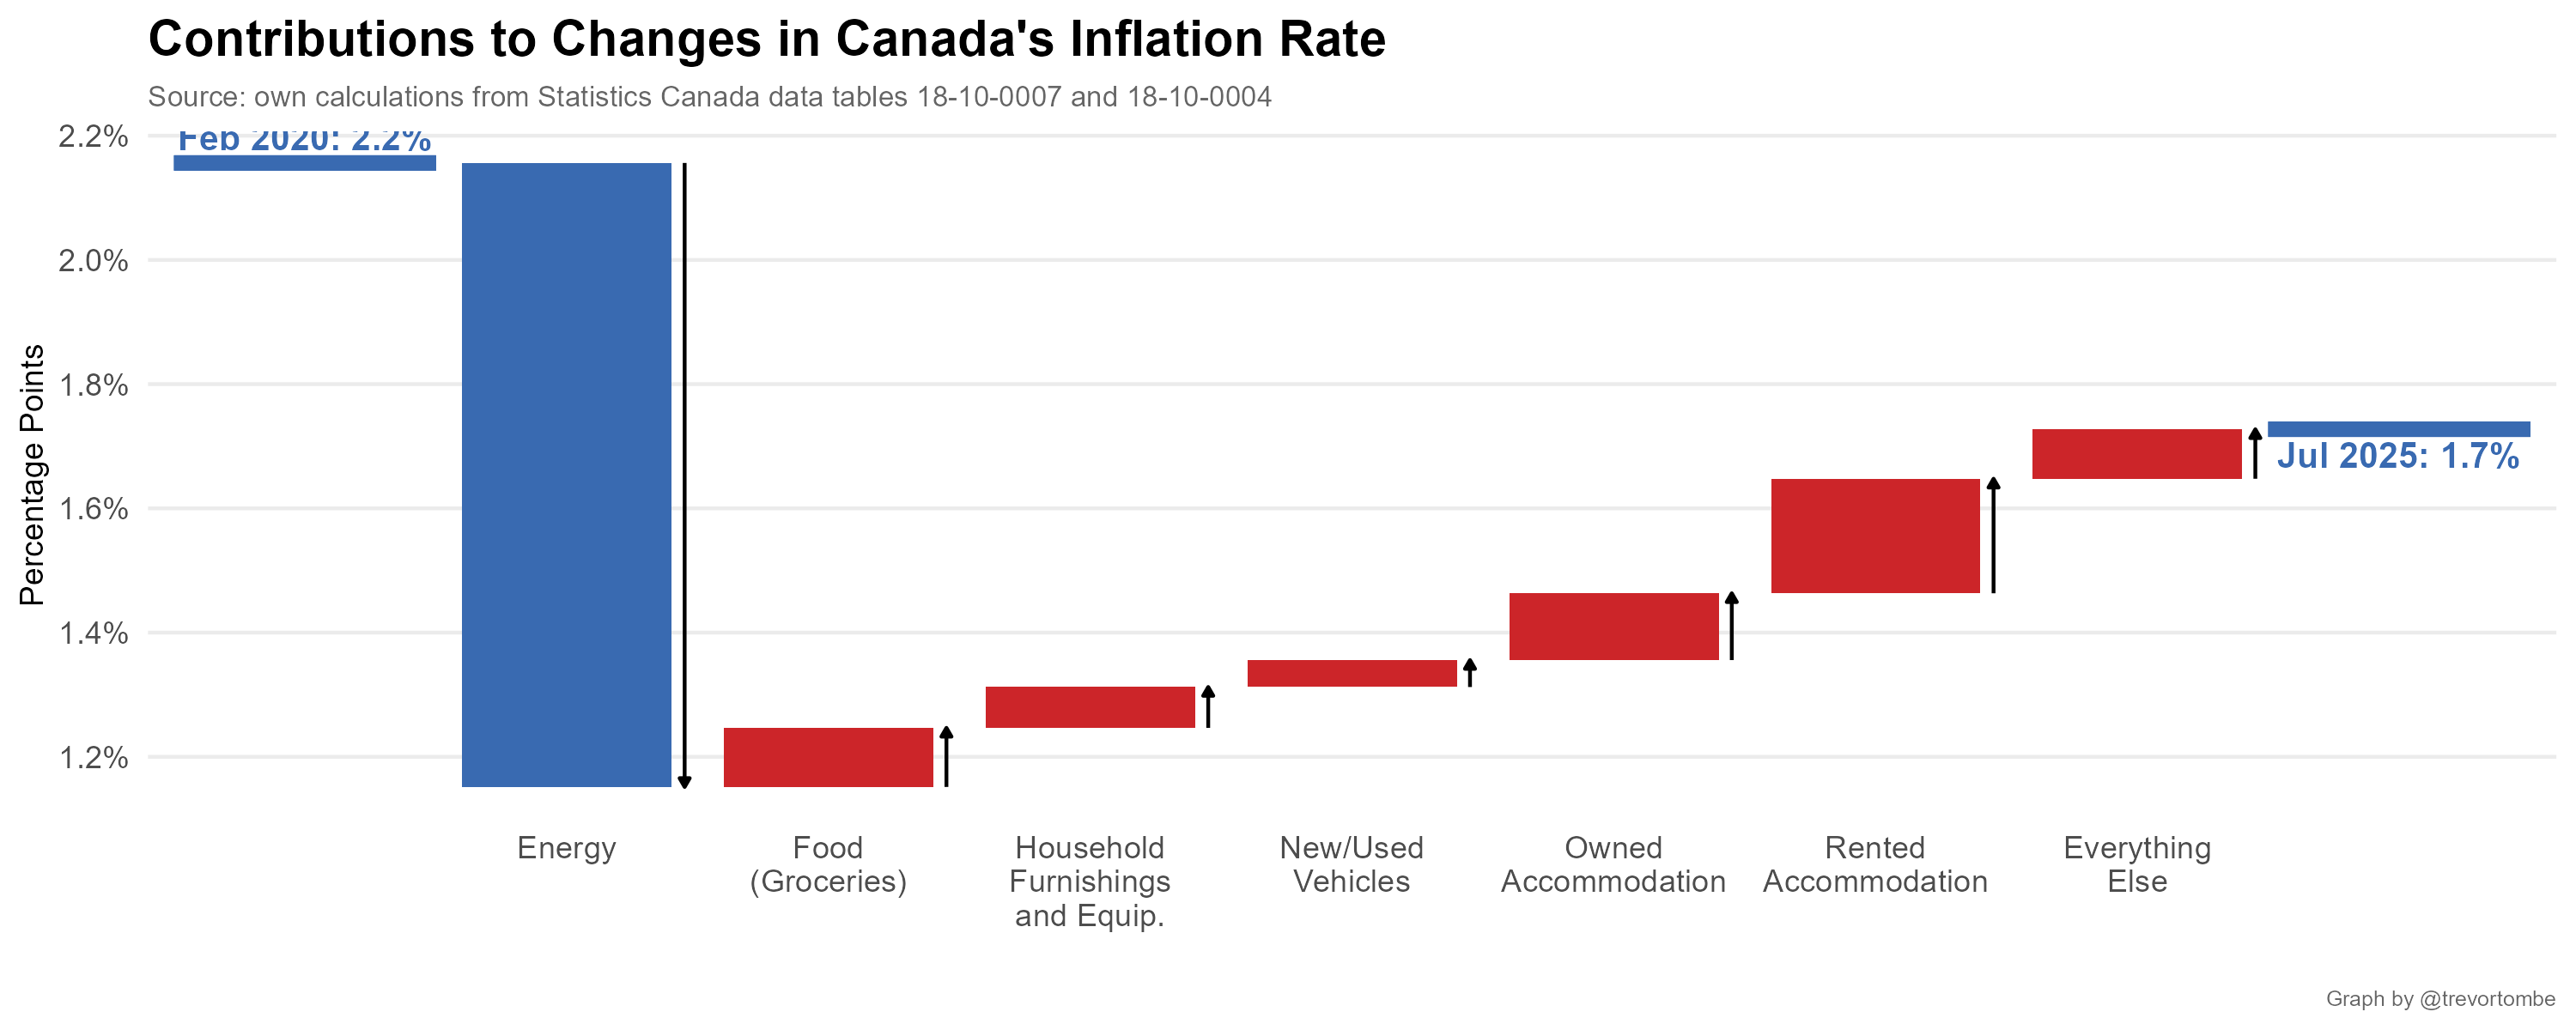 Contributions to Changes in Canada's Inflation Rate
Source: own calculations from Statistics Canada data tables 18-10-0007 and 18-10-0004
Percentage Points
2.2%
2.0%
1.8%
1.6%
1.4%
1.2%
Feb 2020: 2.2%
Jul 2025: 1.7%
Energy
Food
(Groceries)
Household
Furnishings
and Equip.
New/Used
Vehicles
Owned
Accommodation
Rented
Accommodation
Everything
Else
Graph by @trevortombe